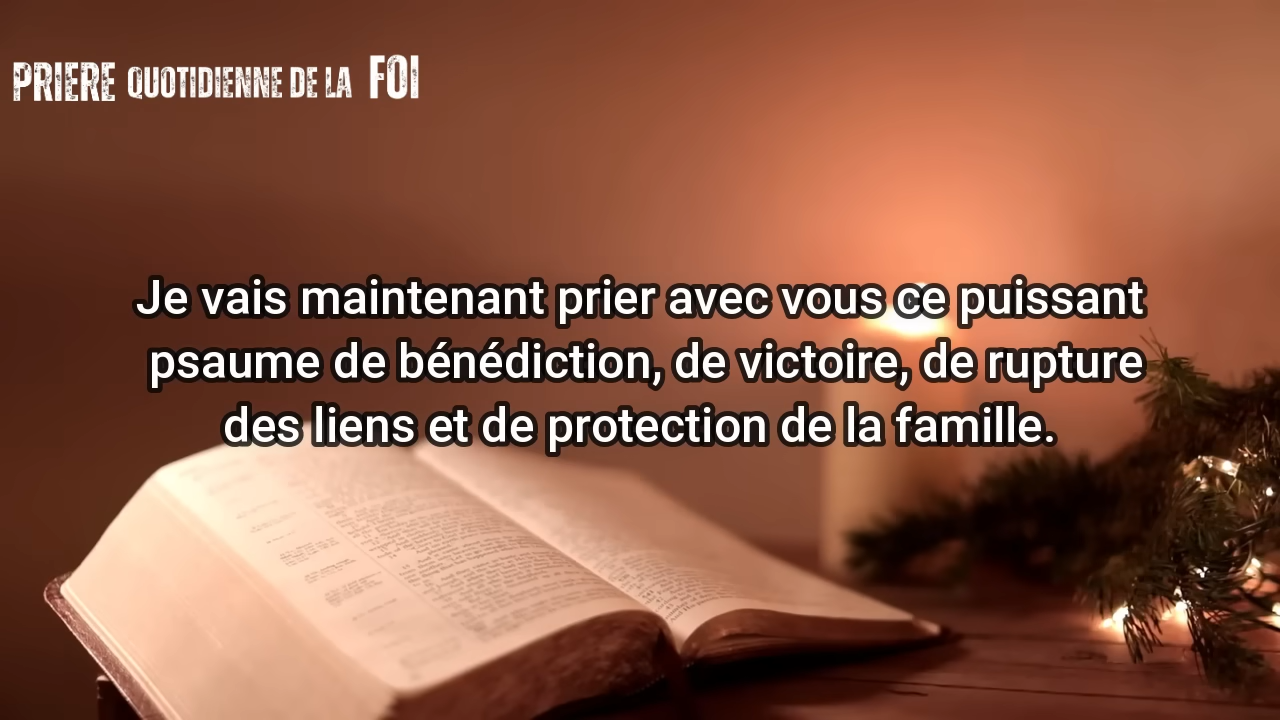 PRIERE QUOTIDIENNE DE LA FOI
Je vais maintenant prier avec vous ce puissant
psaume de bénédiction, de victoire, de rupture
des liens et de protection de la famille.